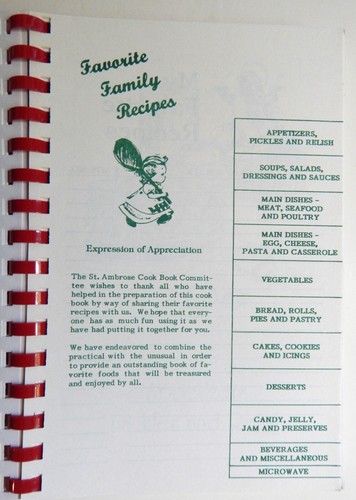 Favorite
Family
Recipes
Expression of Appreciation
The St. Ambrose Cook Book Commit-
tee wishes to thank all who have
helped in the preparation of this cook
book by way of sharing their favorite
recipes with us. We hope that every-
one has as much fun using it as we
have had putting it together for you.
We have endeavored to combine the
practical with the unusual in order
to provide an outstanding book of fa-
vorite foods that will be treasured
and enjoyed by all.
APPETIZERS,
PICKLES AND RELISH
SOUPS, SALADS,
DRESSINGS AND SAUCES
MAIN DISHES –
MEAT, SEAFOOD
AND POULTRY
MAIN DISHES –
EGG, CHEESE,
PASTA AND CASSEROLE
VEGETABLES
BREAD, ROLLS,
PIES AND PASTRY
CAKES, COOKIES
AND ICINGS
DESSERTS
CANDY, JELLY,
JAM AND PRESERVES
BEVERAGES
AND MISCELLANEOUS
MICROWAVE